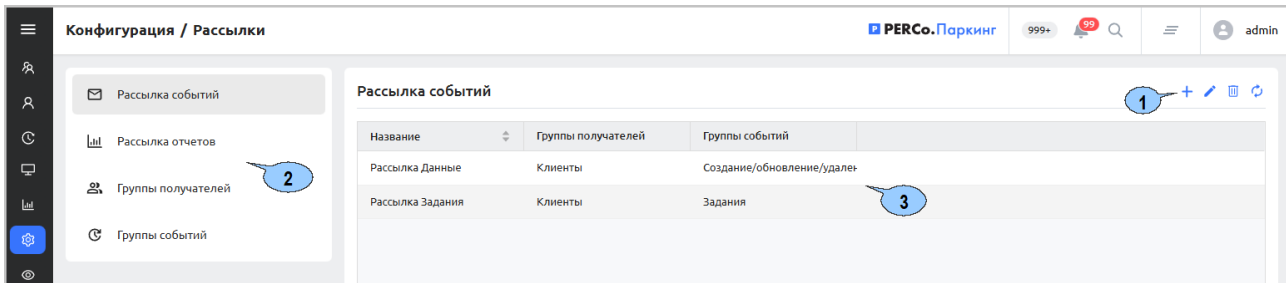 Конфигурация / Рассылки
PERCo.Паркинг
999+
99
admin
Рассылка событий
Рассылка отчетов
Группы получателей
Группы событий
2
Рассылка событий
1
Название Группы получателей Группы событий
Рассылка Данные Клиенты Создание/обновление/удален
Рассылка Задания Клиенты Задания
3